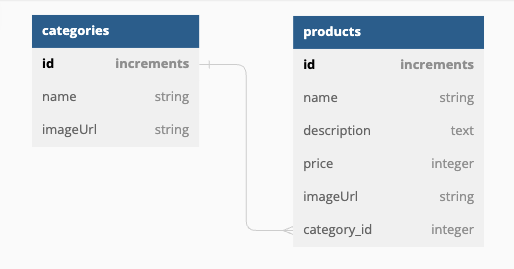 categories
id increments
name string
imageUrl string
products
id increments
name string
description text
price integer
imageUrl string
category_id integer